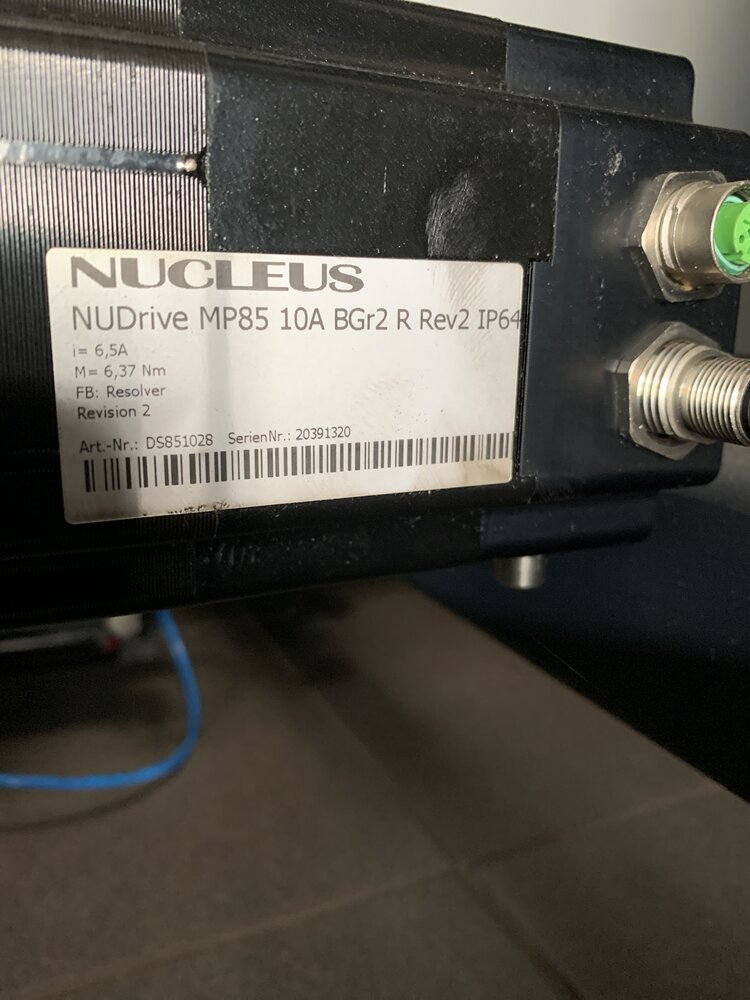 NUCLEUS
NUDrive MP85 10A BGr2 R Rev2 IP64
i= 6,5A
M= 6,37 Nm
FB: Resolver
Revision 2
Art.-Nr.: DS851028 SerienNr.: 20391320